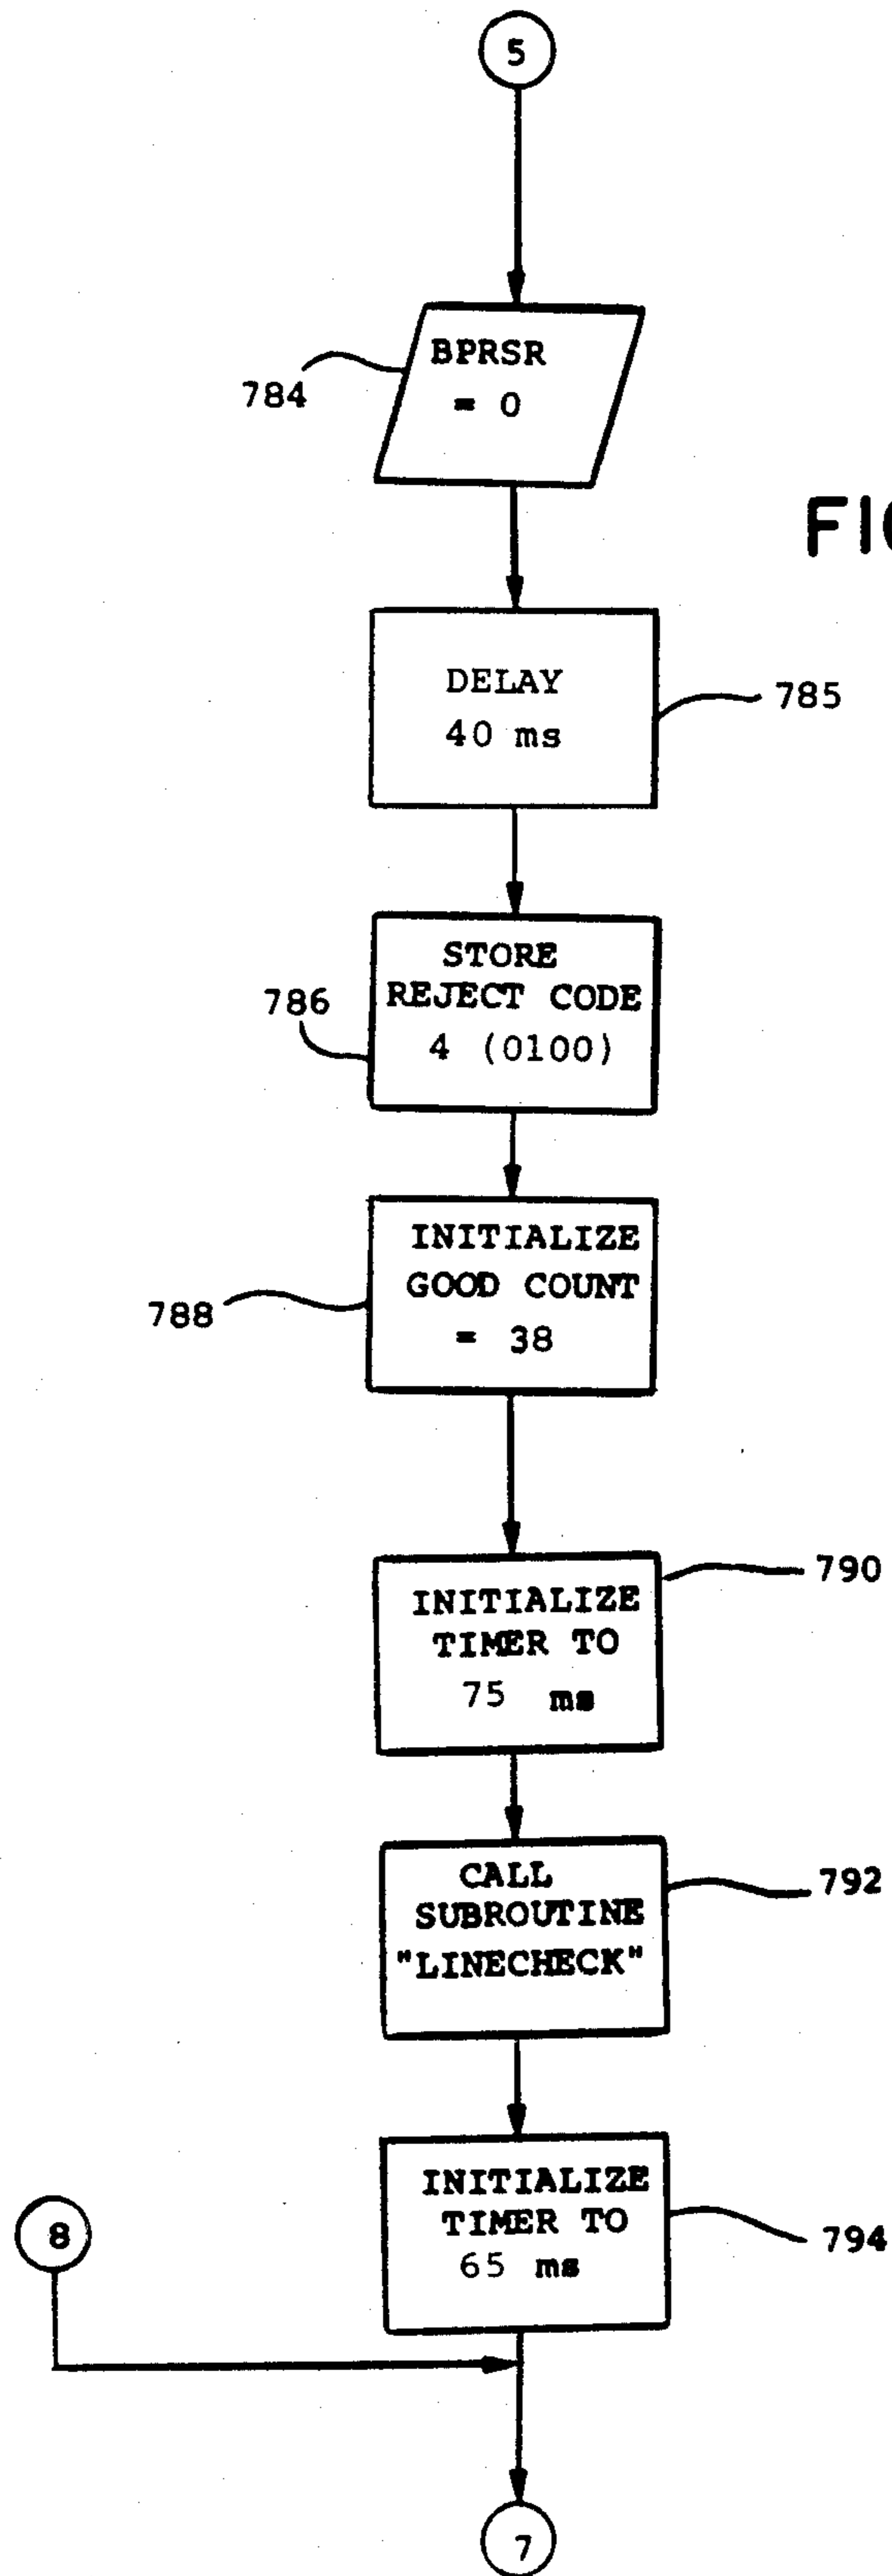 5
BPRSR
= 0
784
FIG
DELAY
40 ms
785
STORE
REJECT CODE
4 (0100)
786
INITIALIZE
GOOD COUNT
= 38
788
INITIALIZE
TIMER TO
75 ms
790
CALL
SUBROUTINE
"LINECHECK"
792
INITIALIZE
TIMER TO
65 ms
794
8
7